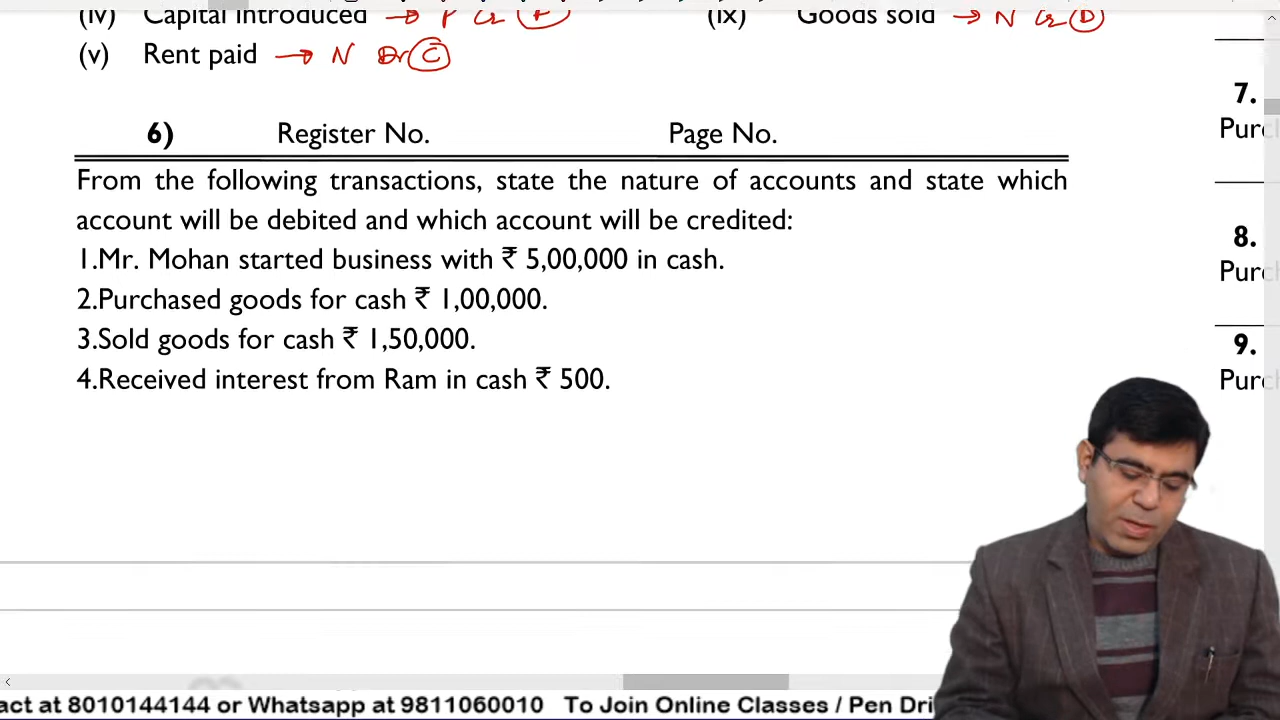 (iv) Capital introduced → P Cr (F) (ix) Goods sold → N Cr (D)
(v) Rent paid → N Dr (C)
7.
Purc
6) Register No. Page No.
From the following transactions, state the nature of accounts and state which
account will be debited and which account will be credited:
8.
1.Mr. Mohan started business with ₹ 5,00,000 in cash.
Purc
2.Purchased goods for cash ₹ 1,00,000.
3.Sold goods for cash ₹ 1,50,000.
9.
4.Received interest from Ram in cash ₹ 500.
Purc
act at 8010144144 or Whatsapp at 9811060010 To Join Online Classes / Pen Dri